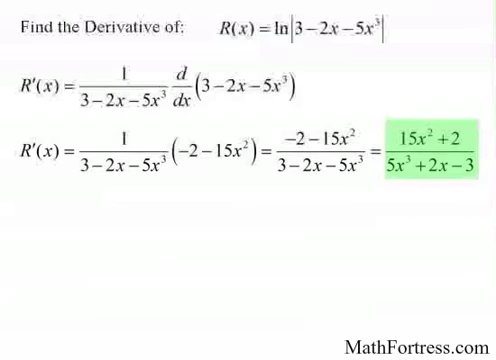 Find the Derivative of: R(x) = ln|3 − 2x − 5x³|
R′(x) = 1/(3 − 2x − 5x³) d/dx (3 − 2x − 5x³)
R′(x) = 1/(3 − 2x − 5x³) (−2 − 15x²) = (−2 − 15x²)/(3 − 2x − 5x³) = (15x² + 2)/(5x³ + 2x − 3)
MathFortress.com